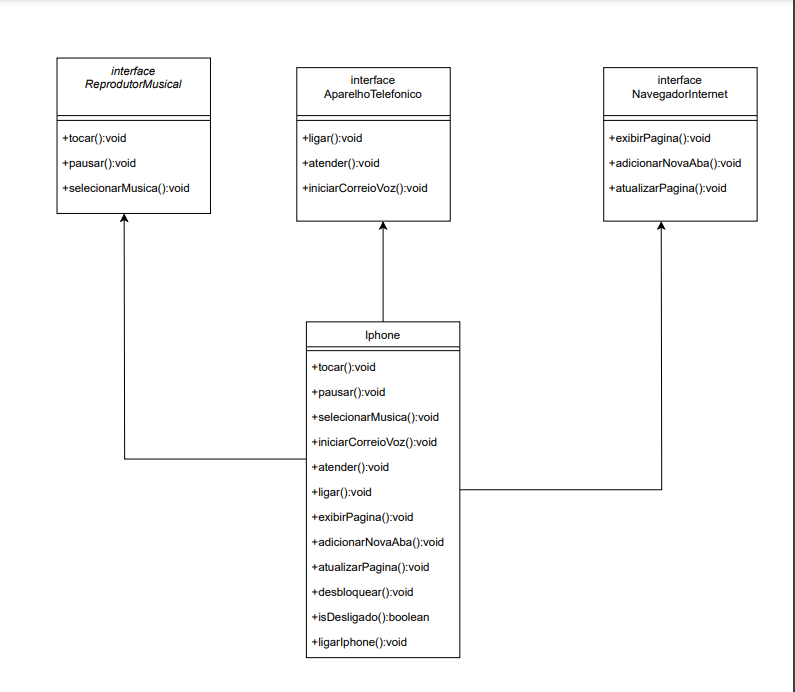 interface
ReprodutorMusical
+tocar():void
+pausar():void
+selecionarMusica():void
interface
AparelhoTelefonico
+ligar():void
+atender():void
+iniciarCorreioVoz():void
interface
NavegadorInternet
+exibirPagina():void
+adicionarNovaAba():void
+atualizarPagina():void
Iphone
+tocar():void
+pausar():void
+selecionarMusica():void
+iniciarCorreioVoz():void
+atender():void
+ligar():void
+exibirPagina():void
+adicionarNovaAba():void
+atualizarPagina():void
+desbloquear():void
+isDesligado():boolean
+ligarIphone():void